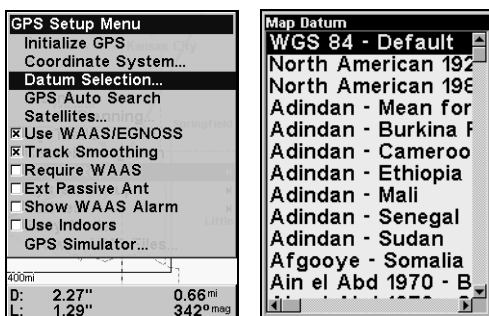 GPS Setup Menu
Initialize GPS
Coordinate System...
Datum Selection...
GPS Auto Search
Satellites...
Use WAAS/EGNOSS
Track Smoothing
Require WAAS
Ext Passive Ant
Show WAAS Alarm
Use Indoors
GPS Simulator...
400mi
D: 2.27" 0.66 mi
L: 1.29" 342º mag
Map Datum
WGS 84 - Default
North American 192
North American 198
Adindan - Mean for
Adindan - Burkina F
Adindan - Cameroo
Adindan - Ethiopia
Adindan - Mali
Adindan - Senegal
Adindan - Sudan
Afgooye - Somalia
Ain el Abd 1970 - B